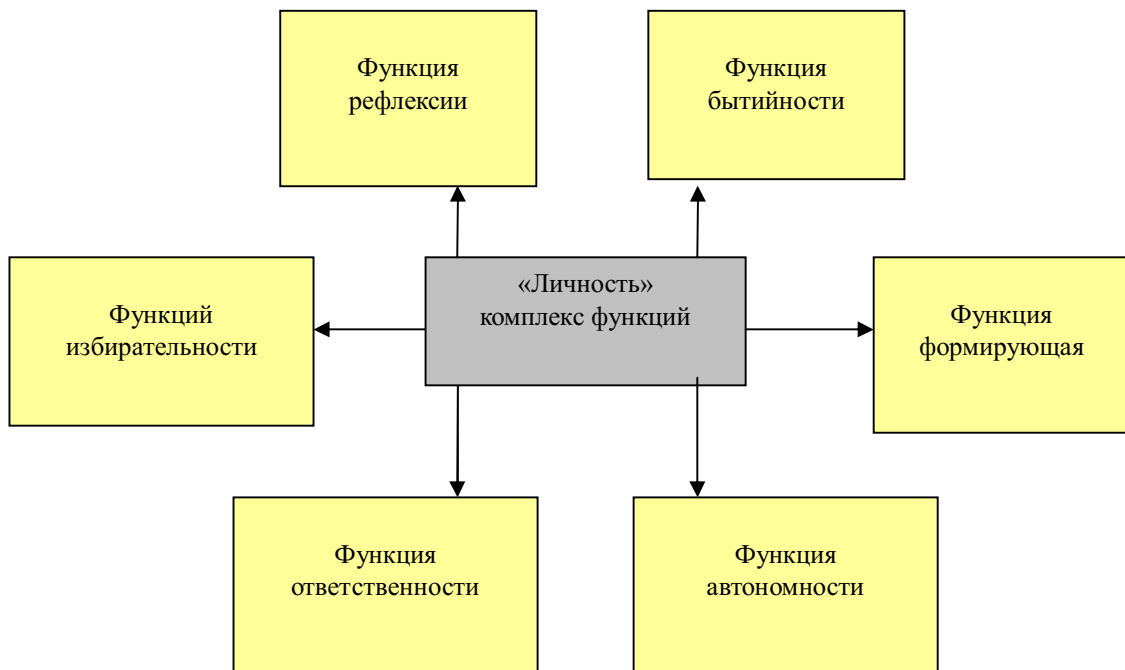 Функция
рефлексии
Функция
бытийности
«Личность»
комплекс функций
Функций
избирательности
Функция
формирующая
Функция
ответственности
Функция
автономности